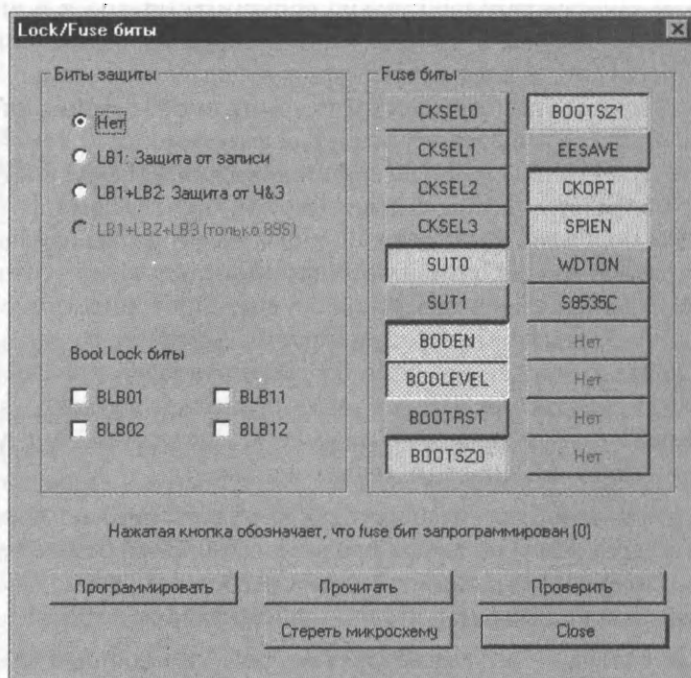 Lock/Fuse биты
Биты защиты
Нет
LB1: Защита от записи
LB1+LB2: Защита от Ч&З
LB1+LB2+LB3 (только 89S)
Boot Lock биты
BLB01 BLB11
BLB02 BLB12
Fuse биты
CKSEL0 BOOTSZ1
CKSEL1 EESAVE
CKSEL2 CKOPT
CKSEL3 SPIEN
SUT0 WDTON
SUT1 S8535C
BODEN Нет
BODLEVEL Нет
BOOTRST Нет
BOOTSZ0 Нет
Нажатая кнопка обозначает, что fuse бит запрограммирован (0)
Программировать Прочитать Проверить
Стереть микросхему Close